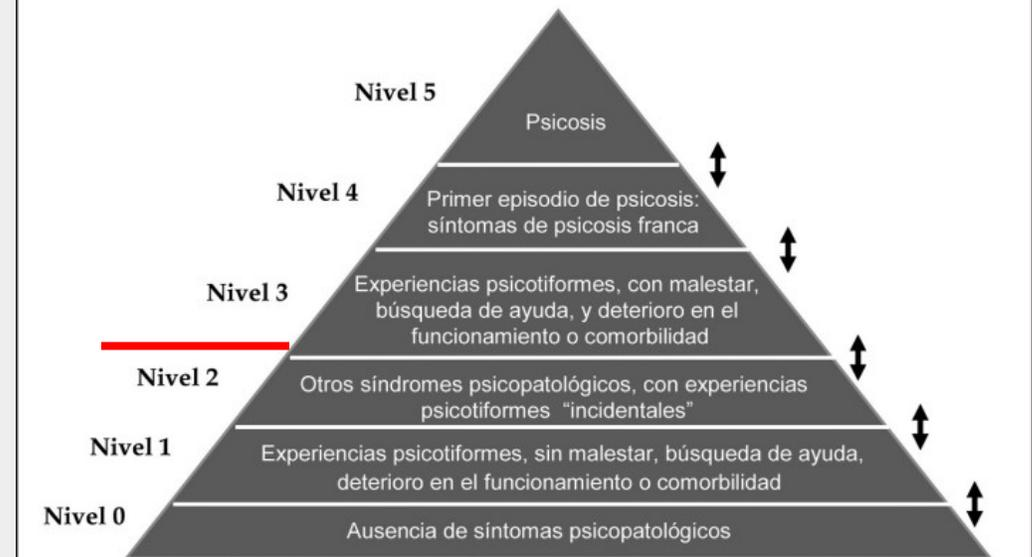 Nivel 5
Psicosis
Nivel 4
Primer episodio de psicosis:
síntomas de psicosis franca
Nivel 3
Experiencias psicotiformes, con malestar,
búsqueda de ayuda, y deterioro en el
funcionamiento o comorbilidad
Nivel 2
Otros síndromes psicopatológicos, con experiencias
psicotiformes “incidentales”
Nivel 1
Experiencias psicotiformes, sin malestar, búsqueda de ayuda,
deterioro en el funcionamiento o comorbilidad
Nivel 0
Ausencia de síntomas psicopatológicos